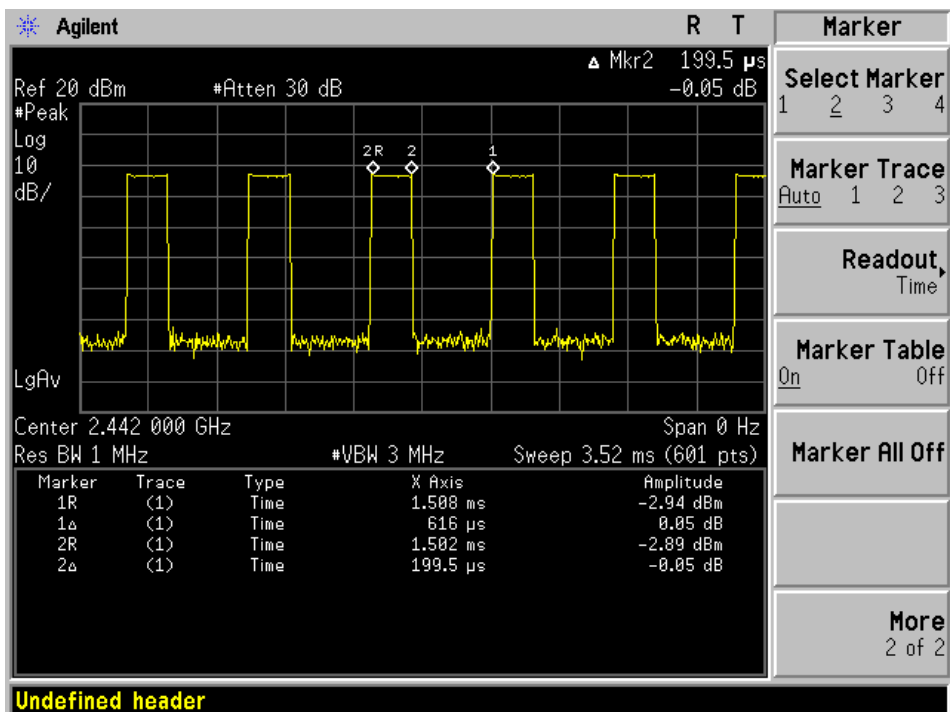 Agilent R T Marker
Δ Mkr2 199.5 µs
Ref 20 dBm #Atten 30 dB -0.05 dB
#Peak
Log
10
dB/
2R 2 1
LgAv
Center 2.442 000 GHz Span 0 Hz
Res BW 1 MHz #VBW 3 MHz Sweep 3.52 ms (601 pts)
Marker Trace Type X Axis Amplitude
1R (1) Time 1.508 ms -2.94 dBm
1Δ (1) Time 616 µs 0.05 dB
2R (1) Time 1.502 ms -2.89 dBm
2Δ (1) Time 199.5 µs -0.05 dB
Select Marker
1 2 3 4
Marker Trace
Auto 1 2 3
Readout
Time
Marker Table
On Off
Marker All Off
More
2 of 2
Undefined header